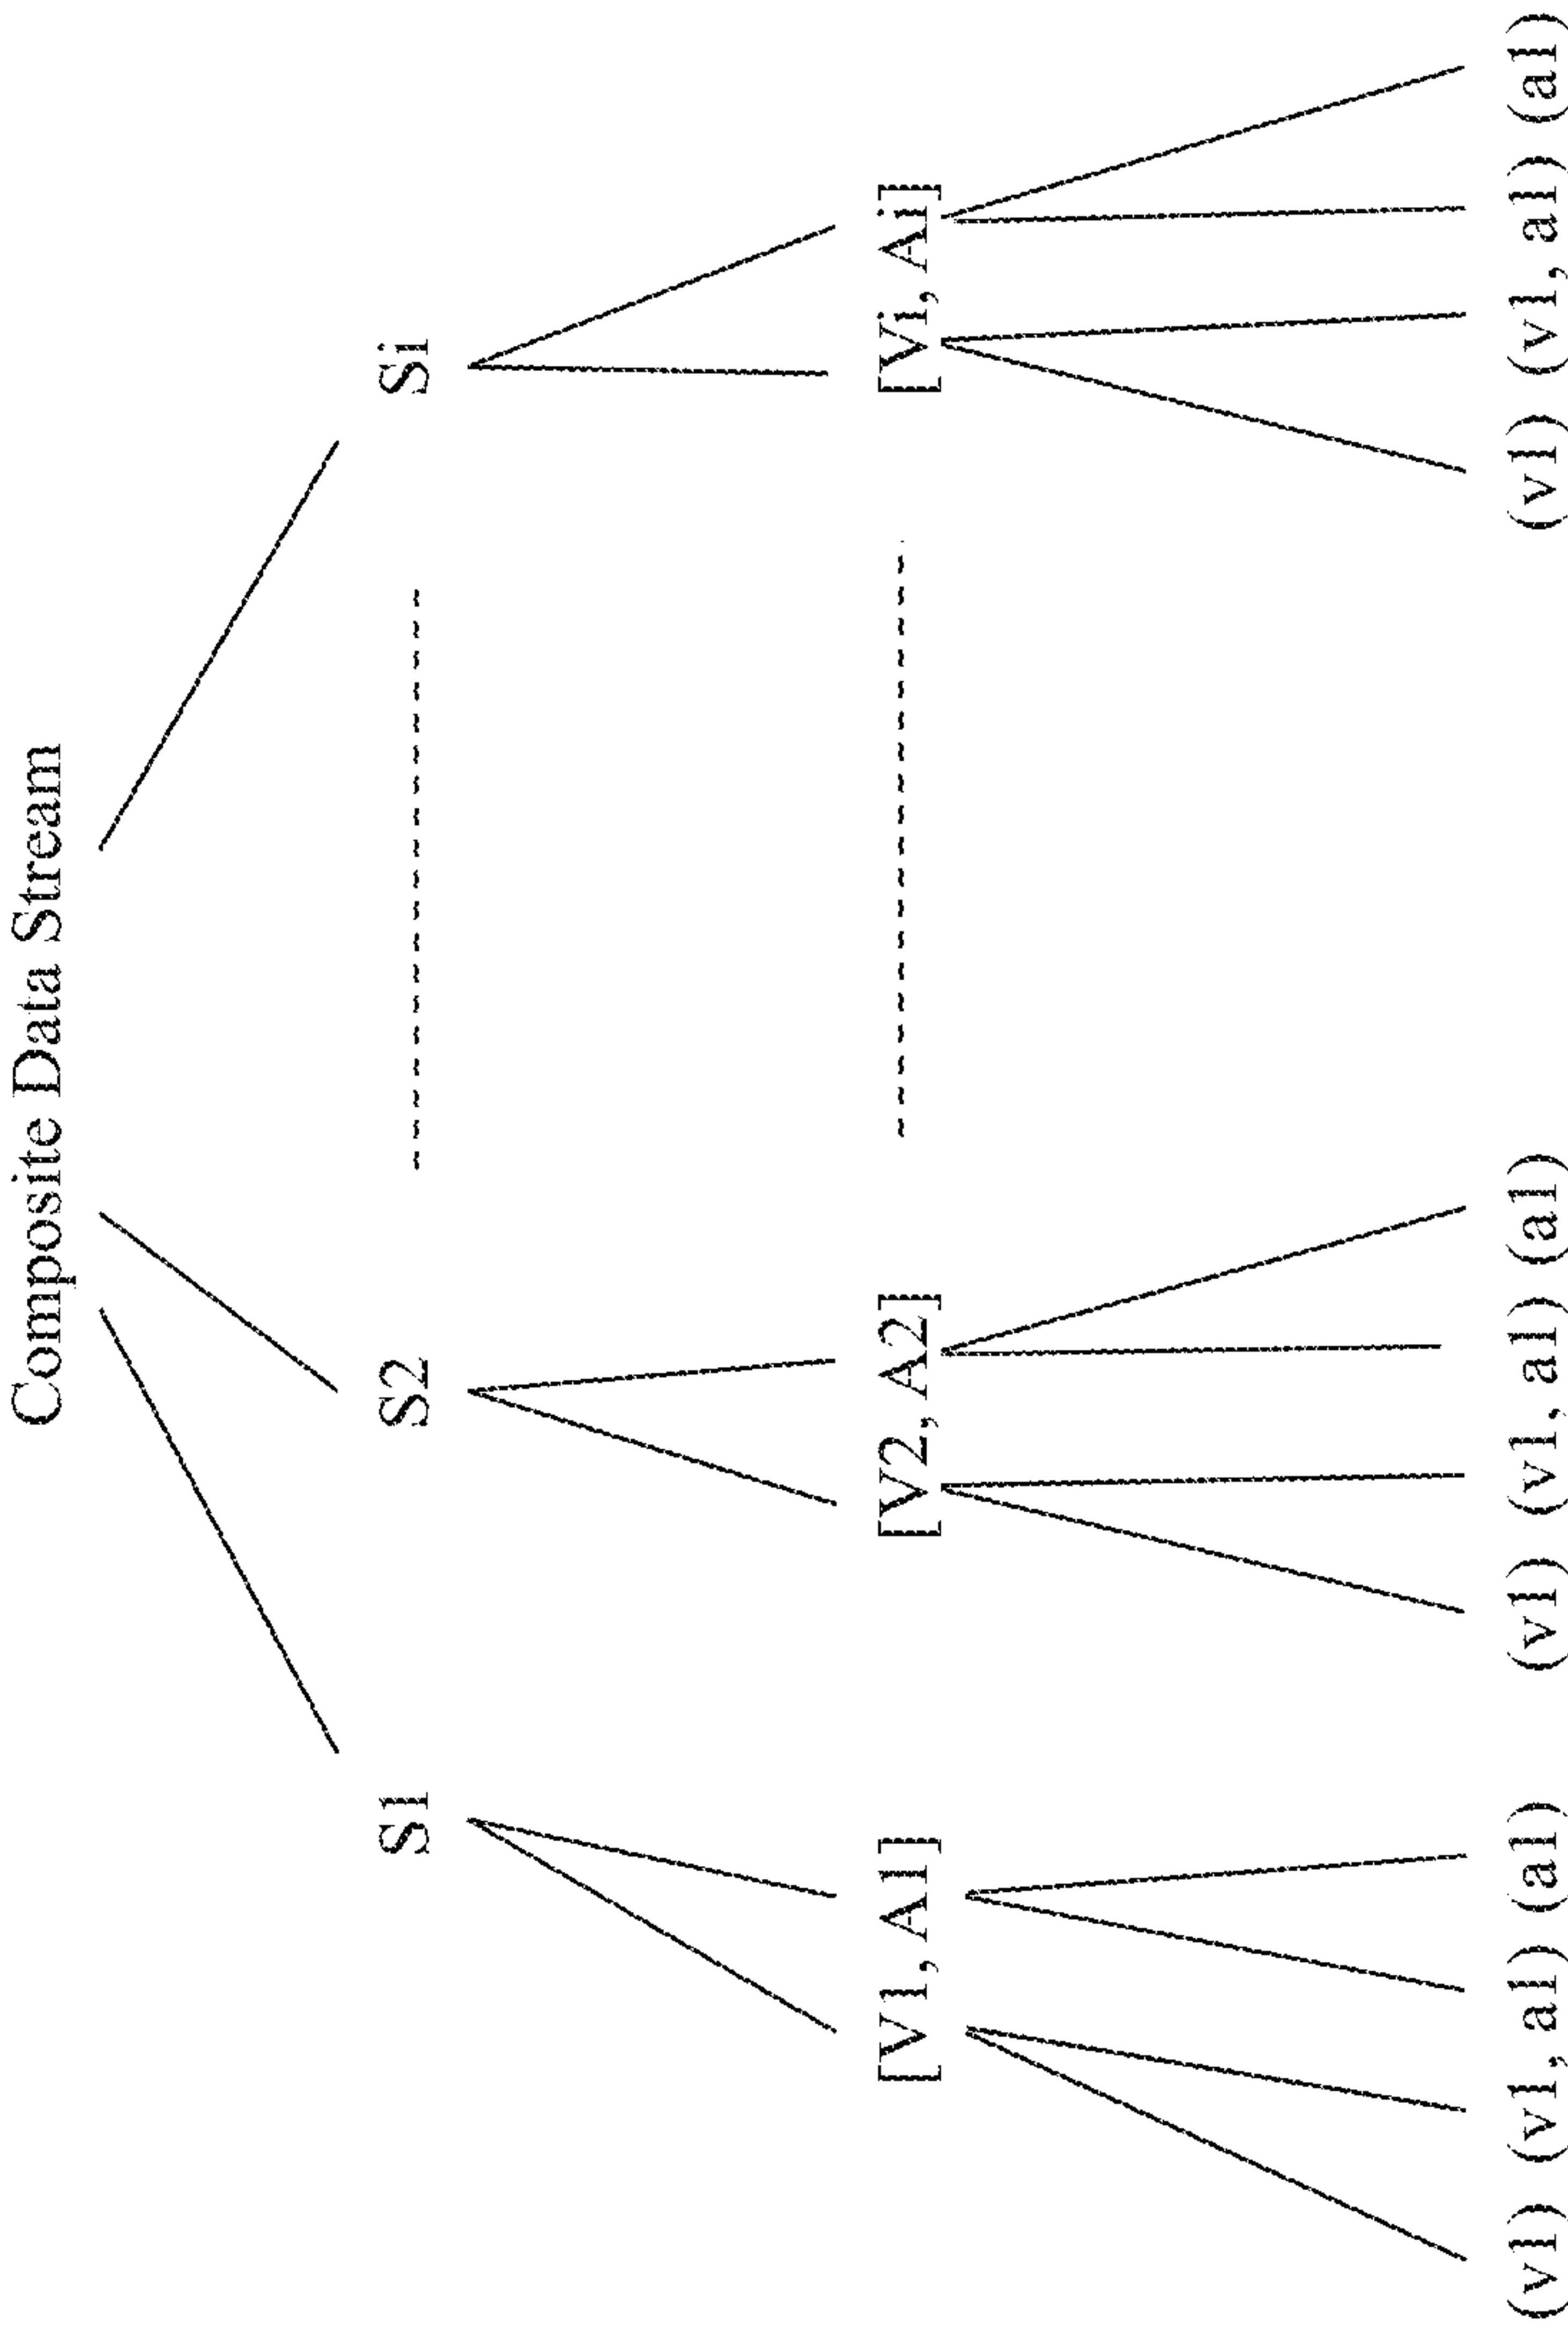 Composite Data Stream
S1 S2 Si
[V1, A1] [V2, A2] [Vi, Ai]
(v1) (v1, a1) (a1) (v1) (v1, a1) (a1) (v1) (v1, a1) (a1)